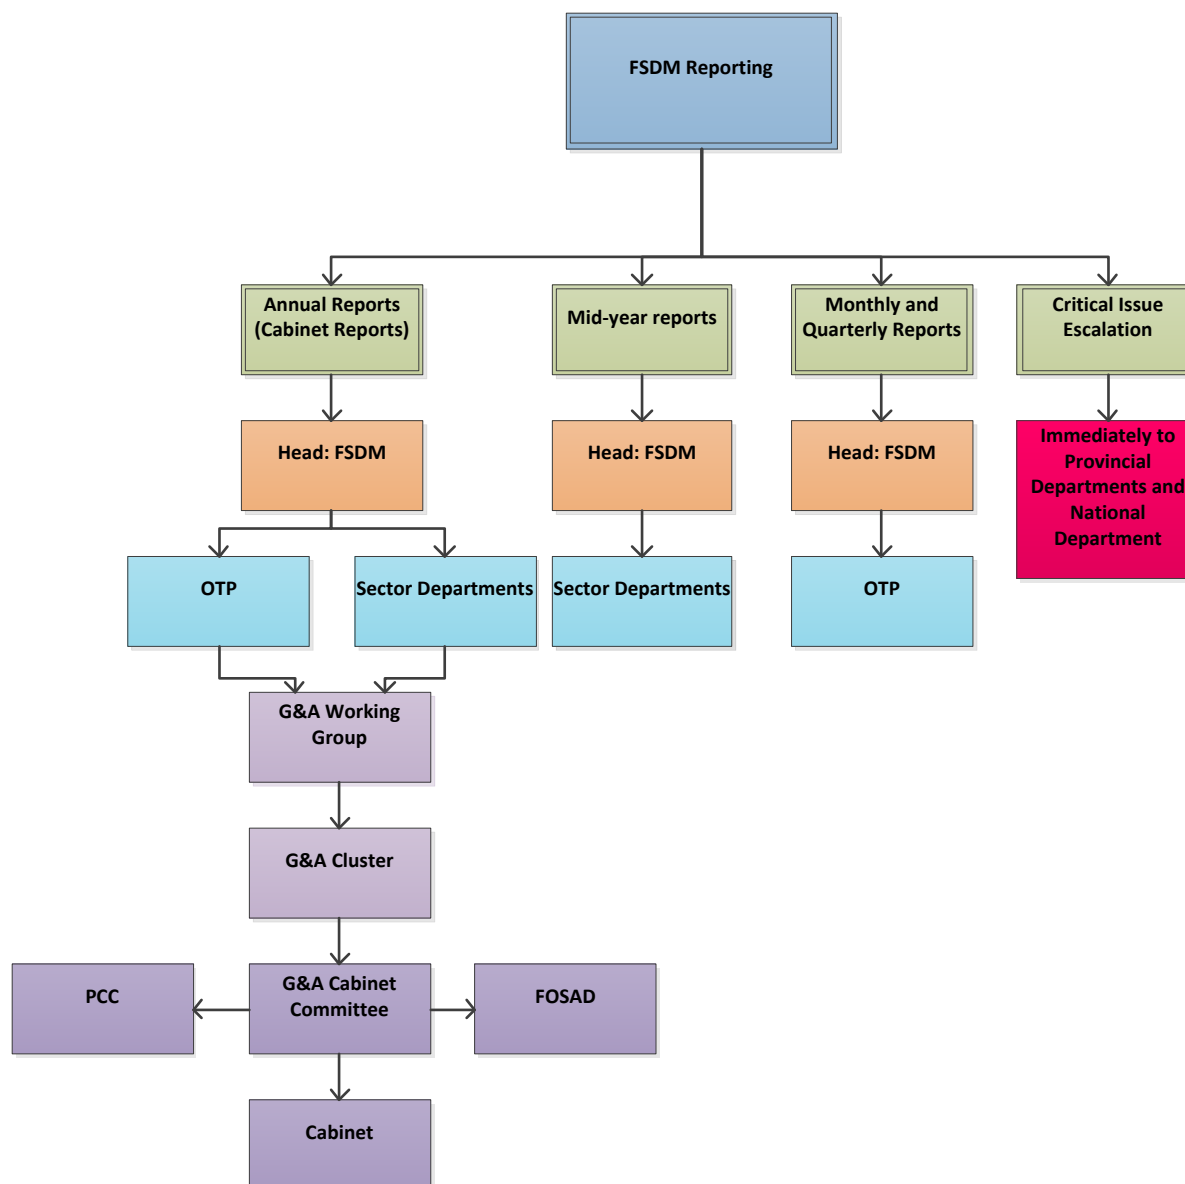 FSDM Reporting
Annual Reports
(Cabinet Reports)
Mid-year reports
Monthly and
Quarterly Reports
Critical Issue
Escalation
Head: FSDM
Head: FSDM
Head: FSDM
Immediately to
Provincial
Departments and
National
Department
OTP
Sector Departments
Sector Departments
OTP
G&A Working
Group
G&A Cluster
PCC
G&A Cabinet
Committee
FOSAD
Cabinet